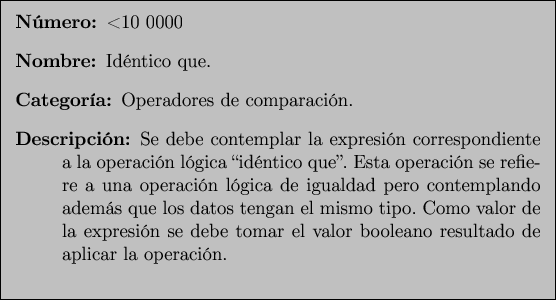 Número: <10 0000
Nombre: Idéntico que.
Categoría: Operadores de comparación.
Descripción: Se debe contemplar la expresión correspondiente
a la operación lógica “idéntico que”. Esta operación se refie-
re a una operación lógica de igualdad pero contemplando
además que los datos tengan el mismo tipo. Como valor de
la expresión se debe tomar el valor booleano resultado de
aplicar la operación.